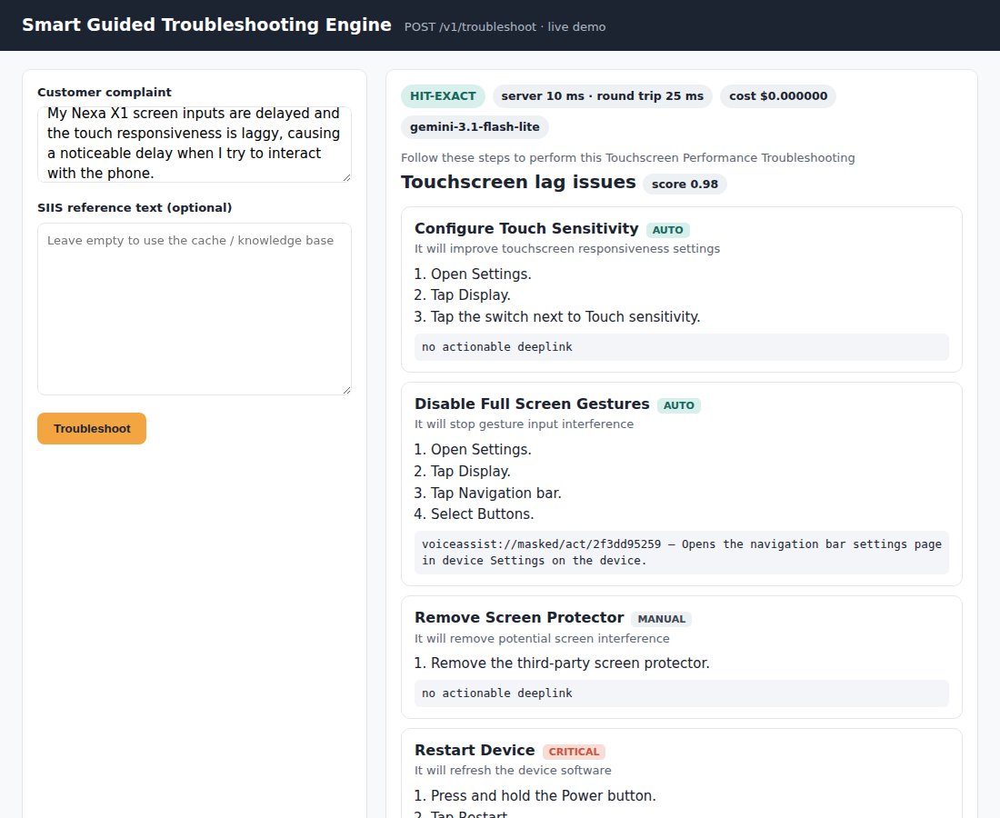 Smart Guided Troubleshooting Engine POST /v1/troubleshoot · live demo
Customer complaint
My Nexa X1 screen inputs are delayed and
the touch responsiveness is laggy, causing
a noticeable delay when I try to interact
with the phone.
SIIS reference text (optional)
Leave empty to use the cache / knowledge base
Troubleshoot
HIT-EXACT server 10 ms · round trip 25 ms cost $0.000000
gemini-3.1-flash-lite
Follow these steps to perform this Touchscreen Performance Troubleshooting
Touchscreen lag issues score 0.98
Configure Touch Sensitivity AUTO
It will improve touchscreen responsiveness settings
1. Open Settings.
2. Tap Display.
3. Tap the switch next to Touch sensitivity.
no actionable deeplink
Disable Full Screen Gestures AUTO
It will stop gesture input interference
1. Open Settings.
2. Tap Display.
3. Tap Navigation bar.
4. Select Buttons.
voiceassist://masked/act/2f3dd95259 — Opens the navigation bar settings page
in device Settings on the device.
Remove Screen Protector MANUAL
It will remove potential screen interference
1. Remove the third-party screen protector.
no actionable deeplink
Restart Device CRITICAL
It will refresh the device software
1. Press and hold the Power button.
2. Tap Restart.